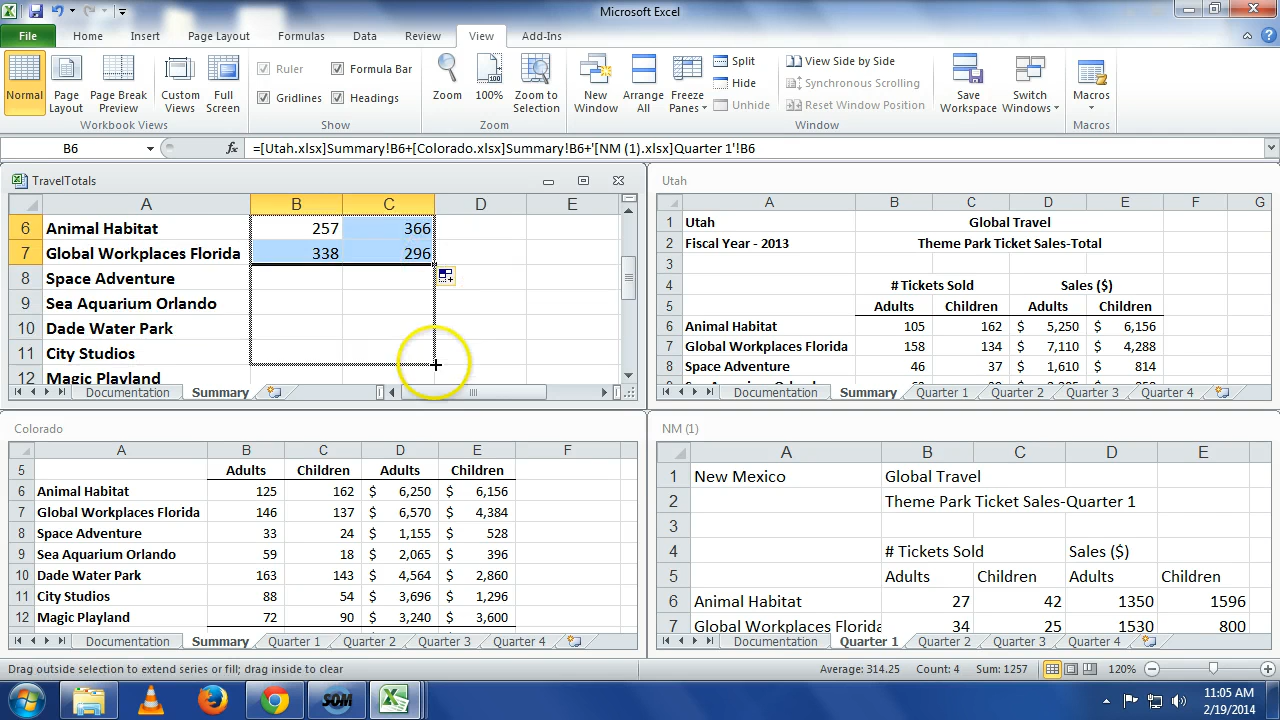 Microsoft Excel
File Home Insert Page Layout Formulas Data Review View Add-Ins
Normal
Page Layout
Page Break Preview
Custom Views
Full Screen
Workbook Views
Ruler
Formula Bar
Gridlines
Headings
Show
Zoom
100%
Zoom to Selection
Zoom
New Window
Arrange All
Freeze Panes
Split
Hide
Unhide
View Side by Side
Synchronous Scrolling
Reset Window Position
Window
Save Workspace
Switch Windows
Macros
Macros
B6 fx =[Utah.xlsx]Summary!B6+[Colorado.xlsx]Summary!B6+'[NM (1).xlsx]Quarter 1'!B6
TravelTotals
A B C D E
6 Animal Habitat 257 366
7 Global Workplaces Florida 338 296
8 Space Adventure
9 Sea Aquarium Orlando
10 Dade Water Park
11 City Studios
12 Magic Playland
Documentation Summary
Utah
A B C D E F G
1 Utah Global Travel
2 Fiscal Year - 2013 Theme Park Ticket Sales-Total
3
4 # Tickets Sold Sales ($)
5 Adults Children Adults Children
6 Animal Habitat 105 162 $ 5,250 $ 6,156
7 Global Workplaces Florida 158 134 $ 7,110 $ 4,288
8 Space Adventure 46 37 $ 1,610 $ 814
Documentation Summary Quarter 1 Quarter 2 Quarter 3 Quarter 4
Colorado
A B C D E F
5 Adults Children Adults Children
6 Animal Habitat 125 162 $ 6,250 $ 6,156
7 Global Workplaces Florida 146 137 $ 6,570 $ 4,384
8 Space Adventure 33 24 $ 1,155 $ 528
9 Sea Aquarium Orlando 59 18 $ 2,065 $ 396
10 Dade Water Park 163 143 $ 4,564 $ 2,860
11 City Studios 88 54 $ 3,696 $ 1,296
12 Magic Playland 72 90 $ 3,240 $ 3,600
Documentation Summary Quarter 1 Quarter 2 Quarter 3 Quarter 4
NM (1)
A B C D E
1 New Mexico Global Travel
2 Theme Park Ticket Sales-Quarter 1
3
4 # Tickets Sold Sales ($)
5 Adults Children Adults Children
6 Animal Habitat 27 42 1350 1596
7 Global Workplaces Florida 34 25 1530 800
Documentation Quarter 1 Quarter 2 Quarter 3 Quarter 4
Drag outside selection to extend series or fill; drag inside to clear Average: 314.25 Count: 4 Sum: 1257 120%
SOM
11:05 AM
2/19/2014